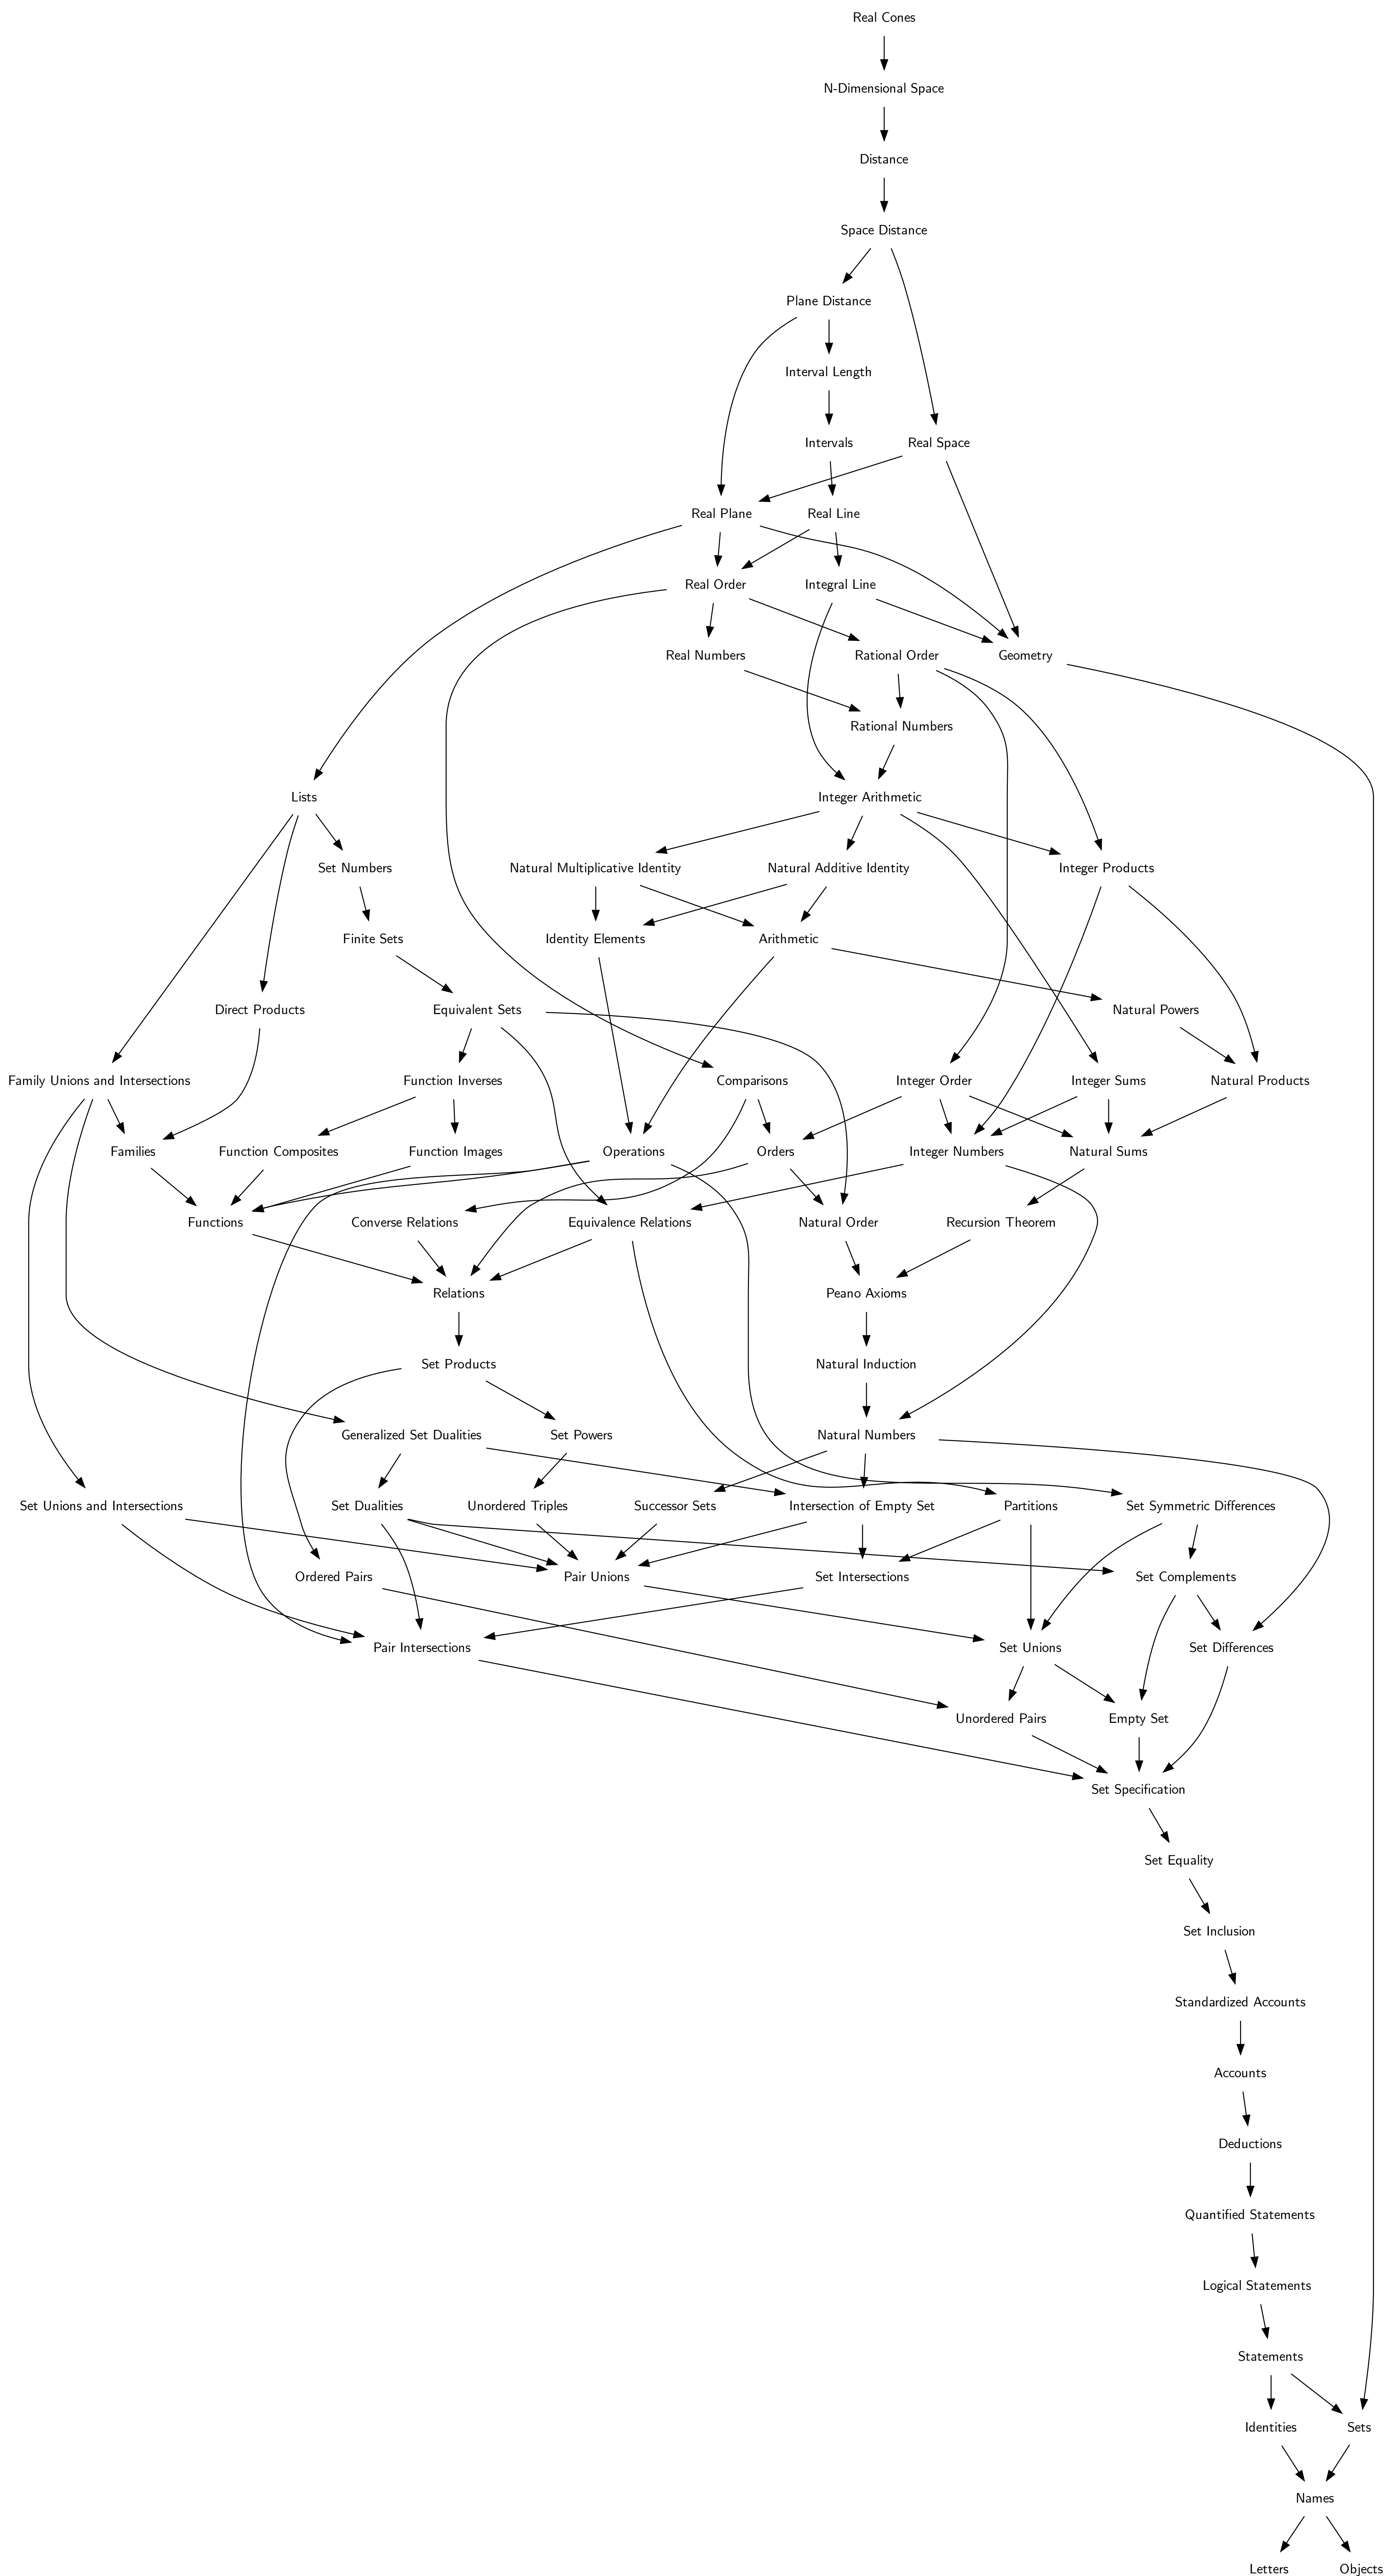 Real Cones
N-Dimensional Space
Distance
Space Distance
Plane Distance
Interval Length
Intervals
Real Space
Real Plane
Real Line
Real Order
Integral Line
Real Numbers
Rational Order
Geometry
Rational Numbers
Lists
Integer Arithmetic
Set Numbers
Natural Multiplicative Identity
Natural Additive Identity
Integer Products
Finite Sets
Identity Elements
Arithmetic
Direct Products
Equivalent Sets
Natural Powers
Family Unions and Intersections
Function Inverses
Comparisons
Integer Order
Integer Sums
Natural Products
Families
Function Composites
Function Images
Operations
Orders
Integer Numbers
Natural Sums
Functions
Converse Relations
Equivalence Relations
Natural Order
Recursion Theorem
Relations
Peano Axioms
Set Products
Natural Induction
Generalized Set Dualities
Set Powers
Natural Numbers
Set Unions and Intersections
Set Dualities
Unordered Triples
Successor Sets
Intersection of Empty Set
Partitions
Set Symmetric Differences
Ordered Pairs
Pair Unions
Set Intersections
Set Complements
Pair Intersections
Set Unions
Set Differences
Unordered Pairs
Empty Set
Set Specification
Set Equality
Set Inclusion
Standardized Accounts
Accounts
Deductions
Quantified Statements
Logical Statements
Statements
Identities
Sets
Names
Letters
Objects